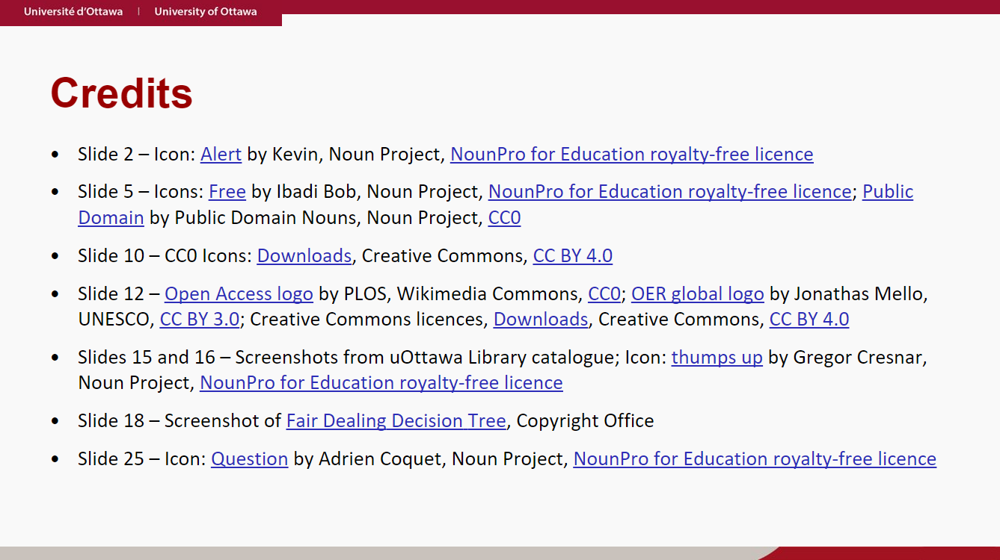 Université d'Ottawa | University of Ottawa
Credits
• Slide 2 – Icon: Alert by Kevin, Noun Project, NounPro for Education royalty-free licence
• Slide 5 – Icons: Free by Ibadi Bob, Noun Project, NounPro for Education royalty-free licence; Public
Domain by Public Domain Nouns, Noun Project, CC0
• Slide 10 – CC0 Icons: Downloads, Creative Commons, CC BY 4.0
• Slide 12 – Open Access logo by PLOS, Wikimedia Commons, CC0; OER global logo by Jonathas Mello,
UNESCO, CC BY 3.0; Creative Commons licences, Downloads, Creative Commons, CC BY 4.0
• Slides 15 and 16 – Screenshots from uOttawa Library catalogue; Icon: thumps up by Gregor Cresnar,
Noun Project, NounPro for Education royalty-free licence
• Slide 18 – Screenshot of Fair Dealing Decision Tree, Copyright Office
• Slide 25 – Icon: Question by Adrien Coquet, Noun Project, NounPro for Education royalty-free licence